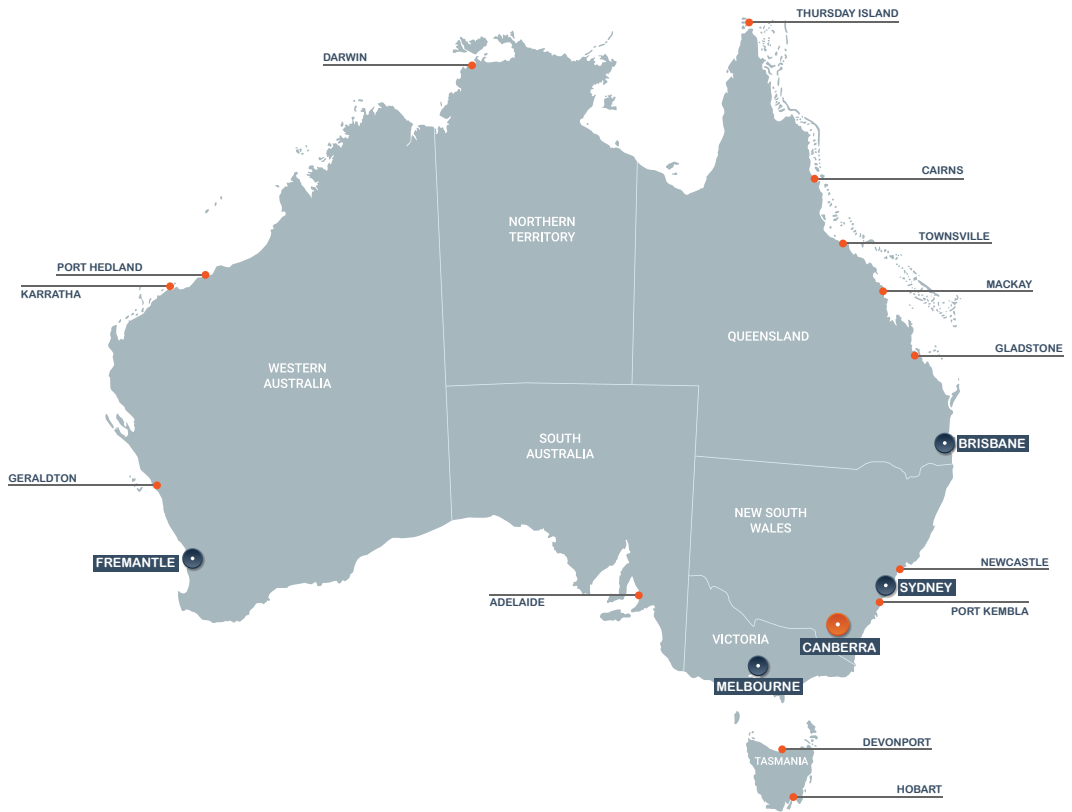 THURSDAY ISLAND
DARWIN
CAIRNS
NORTHERN
TERRITORY
TOWNSVILLE
PORT HEDLAND
KARRATHA
MACKAY
QUEENSLAND
GLADSTONE
WESTERN
AUSTRALIA
SOUTH
AUSTRALIA
BRISBANE
GERALDTON
NEW SOUTH
WALES
FREMANTLE
NEWCASTLE
SYDNEY
ADELAIDE
PORT KEMBLA
VICTORIA
CANBERRA
MELBOURNE
DEVONPORT
TASMANIA
HOBART